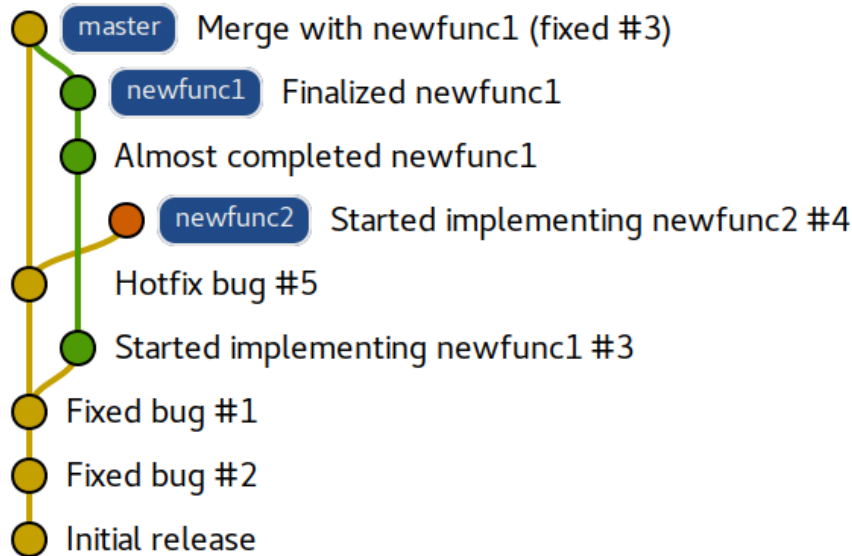 master Merge with newfunc1 (fixed #3)
newfunc1 Finalized newfunc1
Almost completed newfunc1
newfunc2 Started implementing newfunc2 #4
Hotfix bug #5
Started implementing newfunc1 #3
Fixed bug #1
Fixed bug #2
Initial release